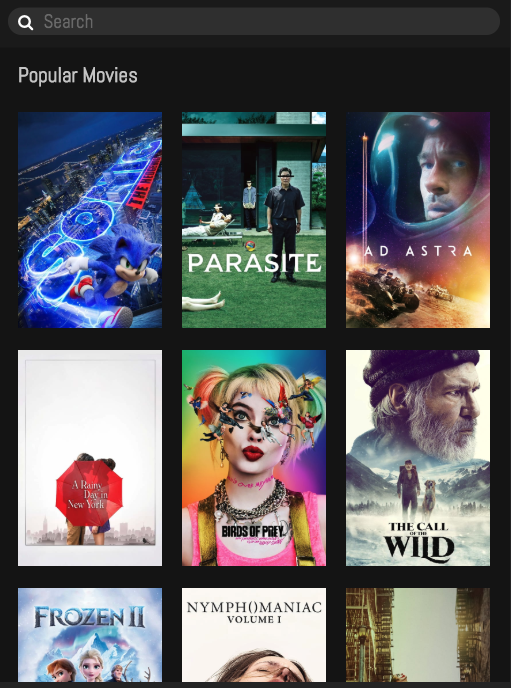 Search
Popular Movies
SONIC
THE HEDGEHOG
PARASITE
AD ASTRA
A Rainy
Day in
New York
BIRDS OF PREY
THE CALL
OF THE
WILD
FROZEN II
NYMPH()MANIAC
VOLUME I